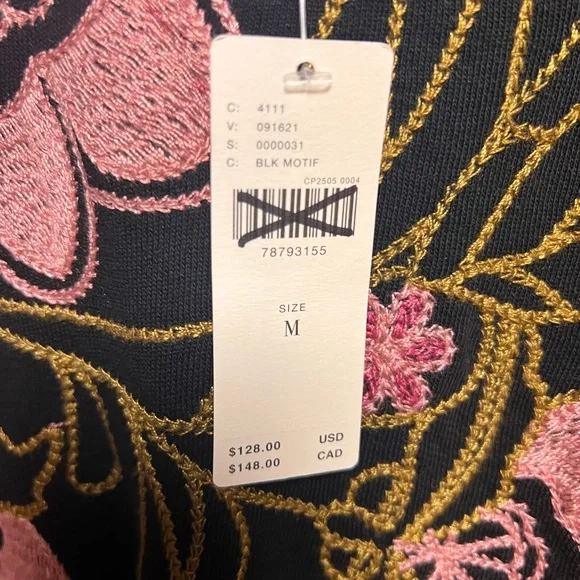 C: 4111
V: 091621
S: 0000031
C: BLK MOTIF
CP2505 0004
78793155
SIZE
M
$128.00 USD
$148.00 CAD